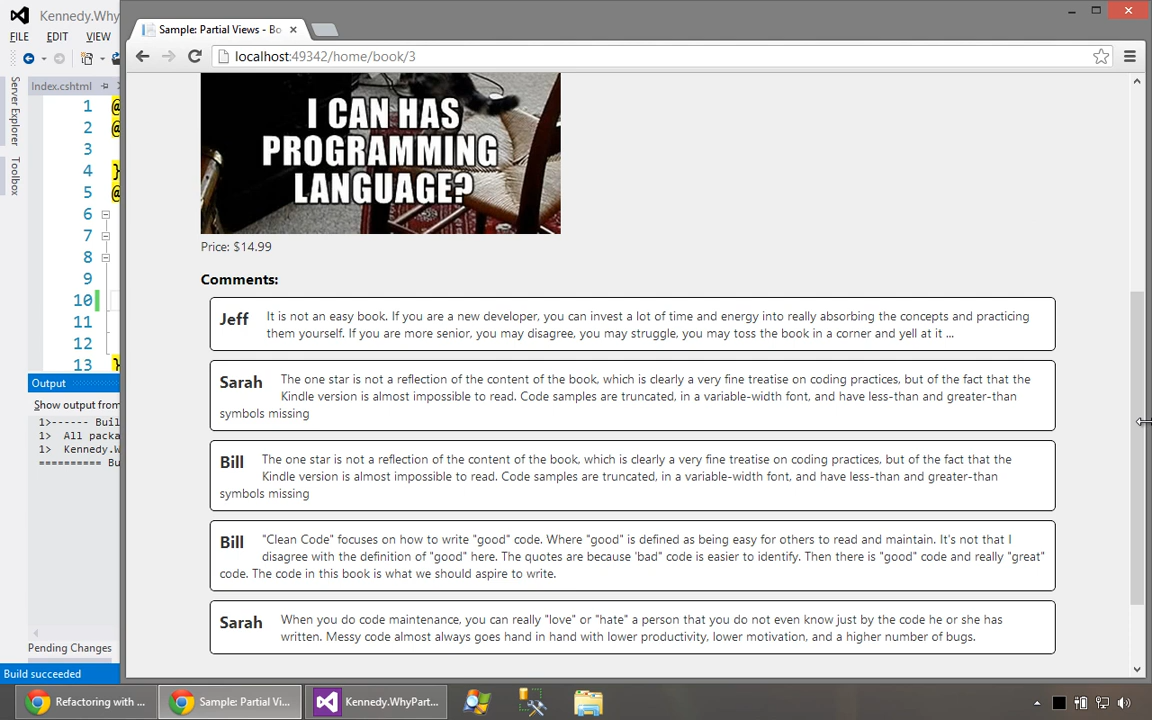 Kennedy.Why
FILE EDIT VIEW
Server Explorer
Toolbox
Index.cshtml
1
2
3
4 }
5
6
7
8
9
10
11
12
13 }
Output
Show output from
1>------ Buil
1> All packa
1> Kennedy.W
========== Bu
Pending Changes
Build succeeded
Sample: Partial Views - Bo
localhost:49342/home/book/3
I CAN HAS
PROGRAMMING
LANGUAGE?
Price: $14.99
Comments:
Jeff It is not an easy book. If you are a new developer, you can invest a lot of time and energy into really absorbing the concepts and practicing
them yourself. If you are more senior, you may disagree, you may struggle, you may toss the book in a corner and yell at it ...
Sarah The one star is not a reflection of the content of the book, which is clearly a very fine treatise on coding practices, but of the fact that the
Kindle version is almost impossible to read. Code samples are truncated, in a variable-width font, and have less-than and greater-than
symbols missing
Bill The one star is not a reflection of the content of the book, which is clearly a very fine treatise on coding practices, but of the fact that the
Kindle version is almost impossible to read. Code samples are truncated, in a variable-width font, and have less-than and greater-than
symbols missing
Bill "Clean Code" focuses on how to write "good" code. Where "good" is defined as being easy for others to read and maintain. It's not that I
disagree with the definition of "good" here. The quotes are because 'bad" code is easier to identify. Then there is "good" code and really "great"
code. The code in this book is what we should aspire to write.
Sarah When you do code maintenance, you can really "love" or "hate" a person that you do not even know just by the code he or she has
written. Messy code almost always goes hand in hand with lower productivity, lower motivation, and a higher number of bugs.
Refactoring with ...
Sample: Partial Vi...
Kennedy.WhyPart...